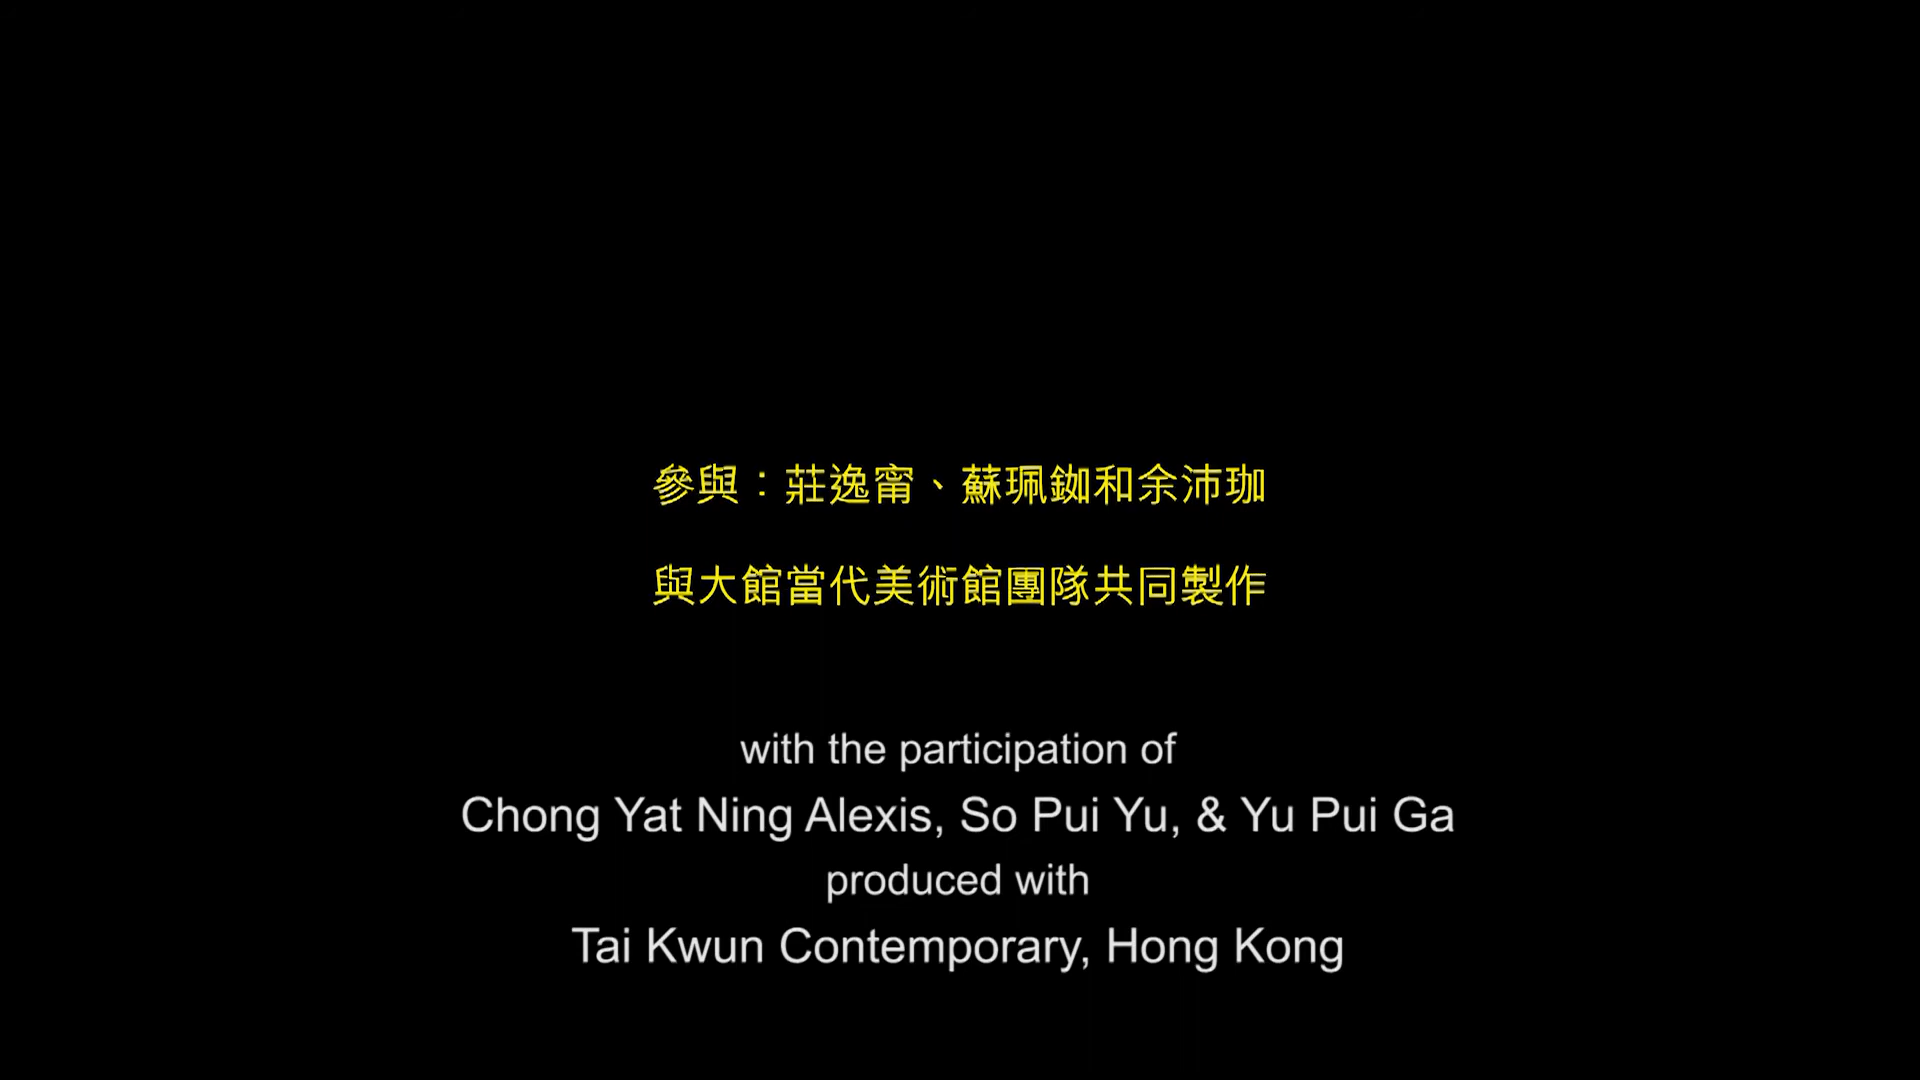 參與：莊逸甯、蘇珮銣和余沛珈
與大館當代美術館團隊共同製作
with the participation of
Chong Yat Ning Alexis, So Pui Yu, & Yu Pui Ga
produced with
Tai Kwun Contemporary, Hong Kong